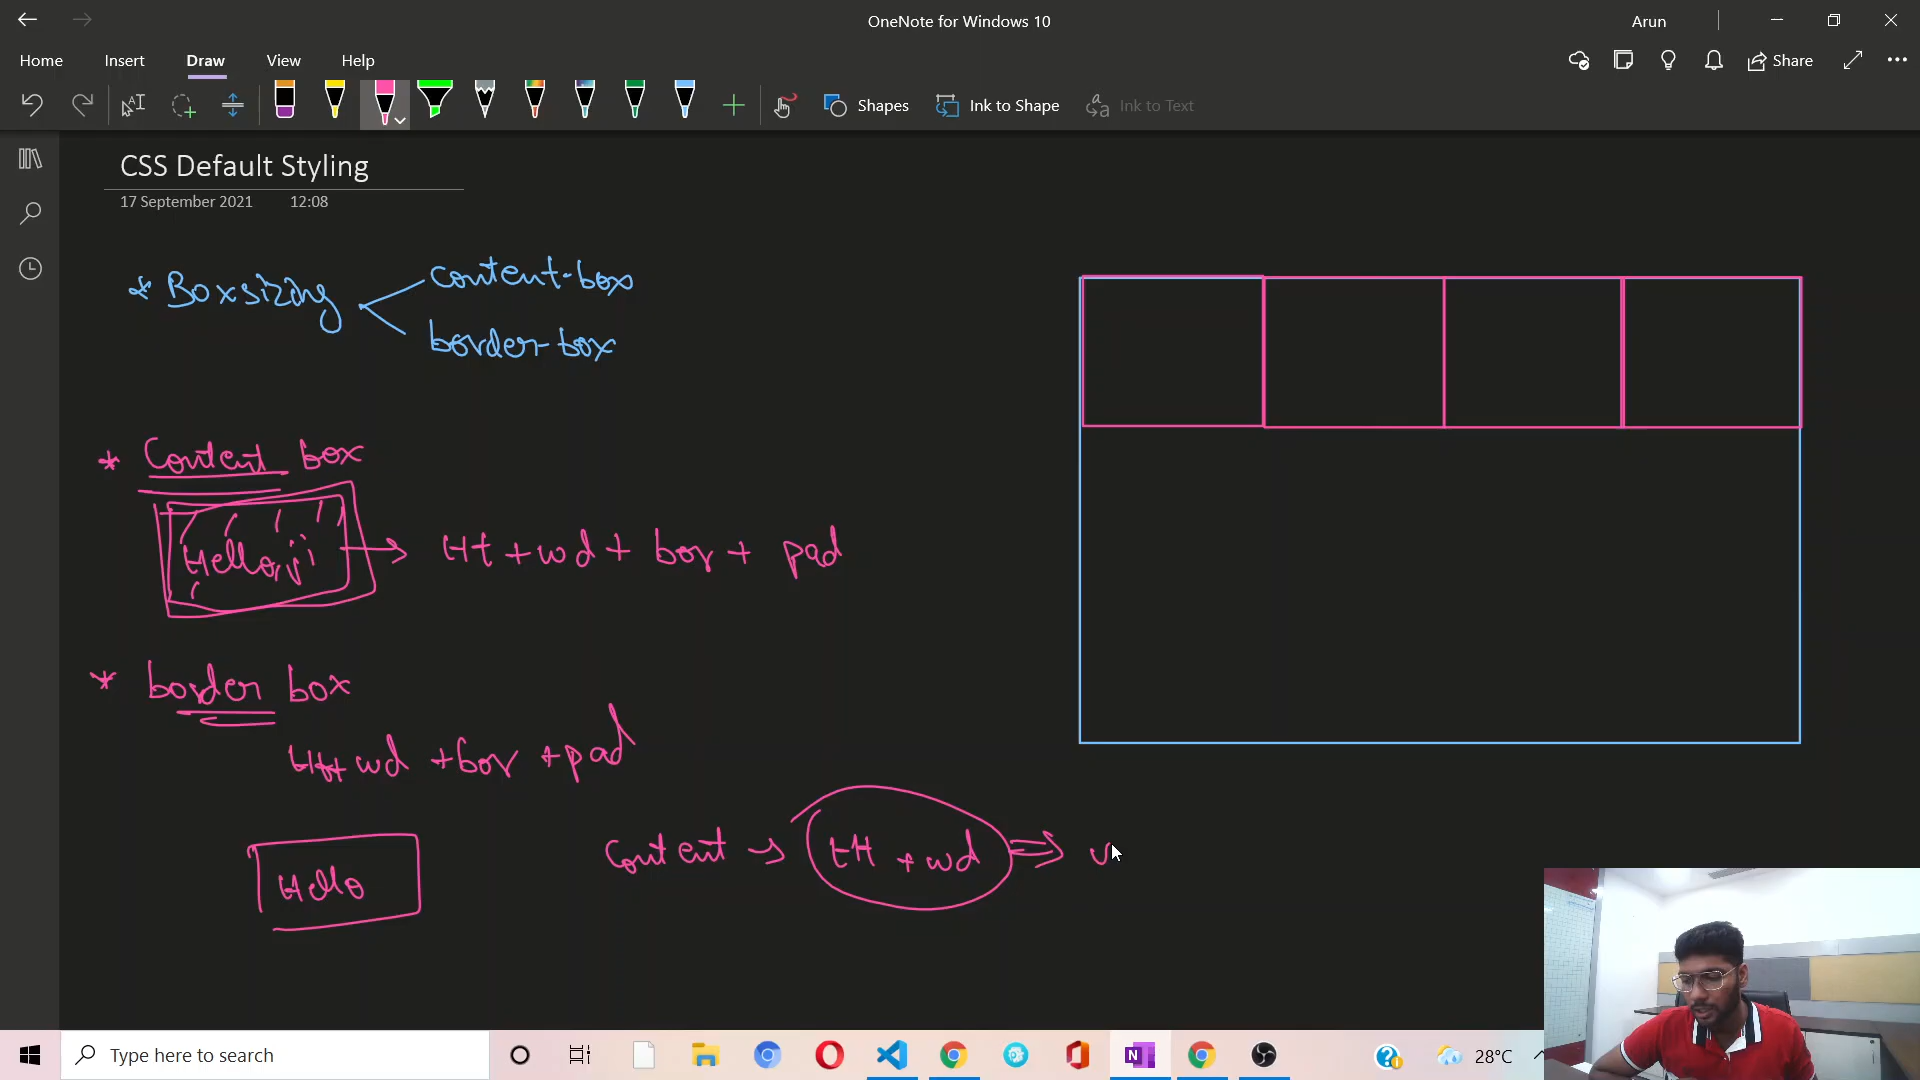 OneNote for Windows 10
Arun
Home Insert Draw View Help
Share
Shapes Ink to Shape Ink to Text
CSS Default Styling
17 September 2021 12:08
* Boxsizing
content-box
border-box
* Content box
Hello, ji
Ht + wd + bor + pad
* border box
Ht+ wd +bor +pad
Content → tH + wd ⇒
Hello
Type here to search
28°C